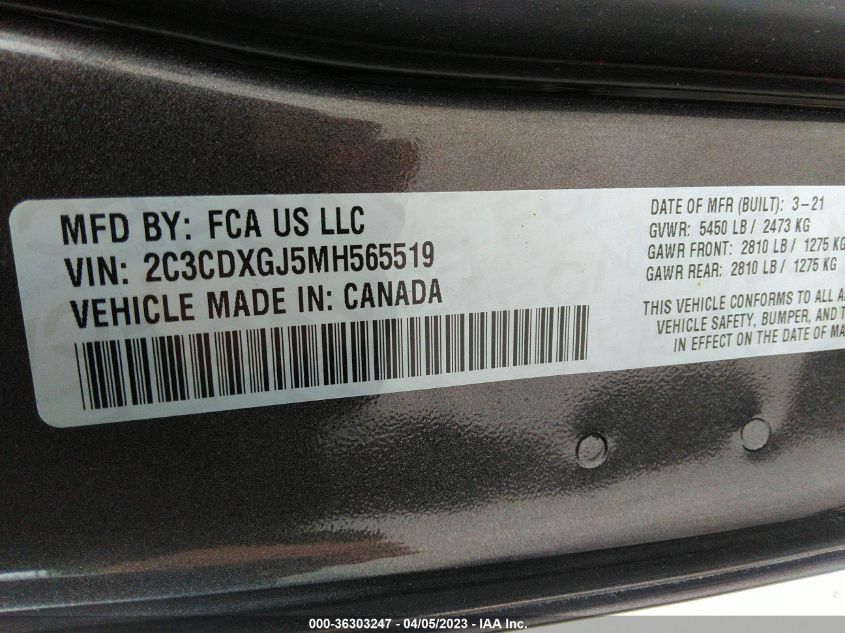 MFD BY: FCA US LLC
VIN: 2C3CDXGJ5MH565519
VEHICLE MADE IN: CANADA
DATE OF MFR (BUILT): 3-21
GVWR: 5450 LB / 2473 KG
GAWR FRONT: 2810 LB / 1275 KG
GAWR REAR: 2810 LB / 1275 KG
THIS VEHICLE CONFORMS TO ALL
VEHICLE SAFETY, BUMPER, AND
IN EFFECT ON THE DATE OF
000-36303247 - 04/05/2023 - IAA Inc.